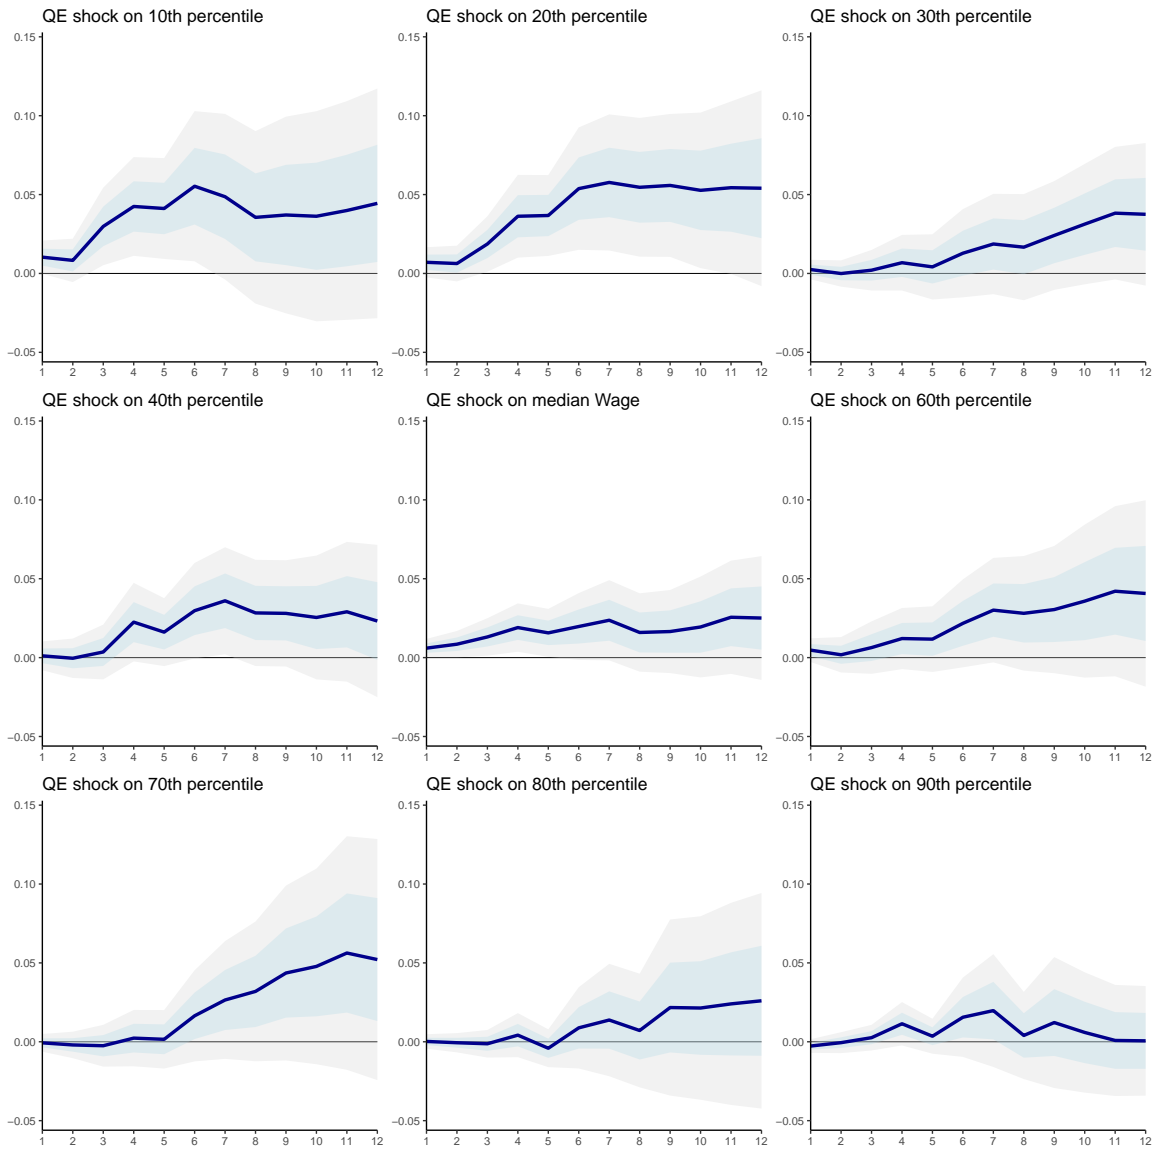 QE shock on 10th percentile
0.15
0.10
0.05
0.00
−0.05
1 2 3 4 5 6 7 8 9 10 11 12
QE shock on 20th percentile
0.15
0.10
0.05
0.00
−0.05
1 2 3 4 5 6 7 8 9 10 11 12
QE shock on 30th percentile
0.15
0.10
0.05
0.00
−0.05
1 2 3 4 5 6 7 8 9 10 11 12
QE shock on 40th percentile
0.15
0.10
0.05
0.00
−0.05
1 2 3 4 5 6 7 8 9 10 11 12
QE shock on median Wage
0.15
0.10
0.05
0.00
−0.05
1 2 3 4 5 6 7 8 9 10 11 12
QE shock on 60th percentile
0.15
0.10
0.05
0.00
−0.05
1 2 3 4 5 6 7 8 9 10 11 12
QE shock on 70th percentile
0.15
0.10
0.05
0.00
−0.05
1 2 3 4 5 6 7 8 9 10 11 12
QE shock on 80th percentile
0.15
0.10
0.05
0.00
−0.05
1 2 3 4 5 6 7 8 9 10 11 12
QE shock on 90th percentile
0.15
0.10
0.05
0.00
−0.05
1 2 3 4 5 6 7 8 9 10 11 12